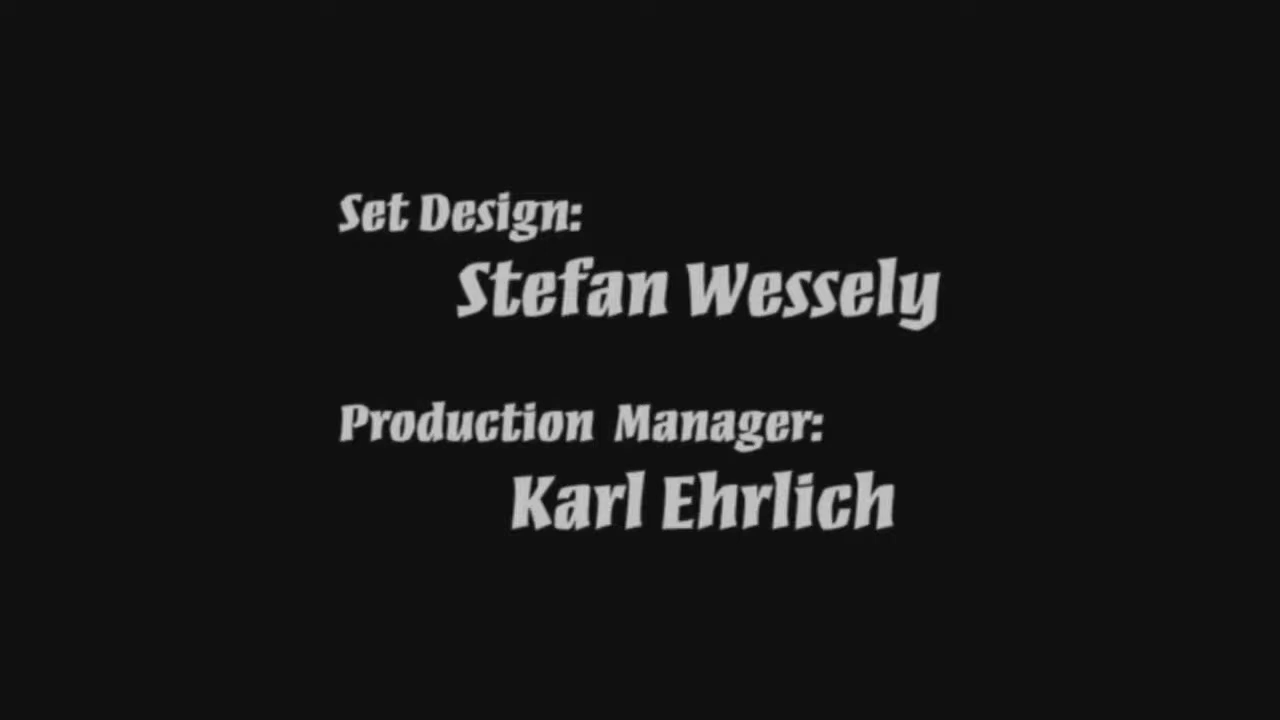 Set Design:
Stefan Wessely
Production Manager:
Karl Ehrlich